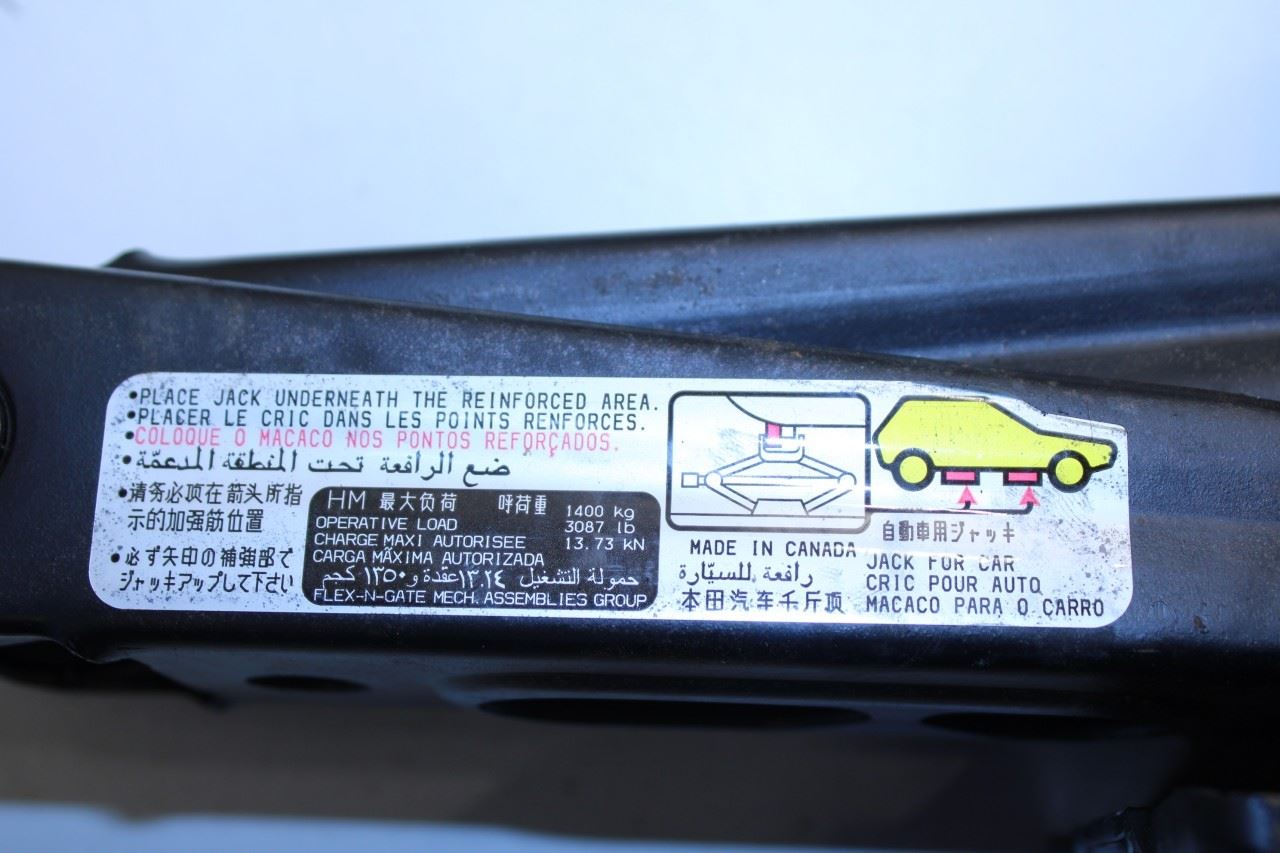 •PLACE JACK UNDERNEATH THE REINFORCED AREA.
•PLACER LE CRIC DANS LES POINTS RENFORCES.
•COLOQUE O MACACO NOS PONTOS REFORÇADOS.
•ضع الرافعة تحت المنطقة المدعمّة
•清务必顶在箭头所指
示的加强筋位置
•必ず矢印の補強部で
ジャッキアップして下さい
HM 最大负荷 呼荷重 1400 kg
OPERATIVE LOAD 3087 lb
CHARGE MAXI AUTORISEE 13.73 kN
CARGA MÃXIMA AUTORIZADA
حمولة التشغيل ١٣.٢٤عقدة و١٣٥٠ كجم
FLEX-N-GATE MECH. ASSEMBLIES GROUP
MADE IN CANADA
رافعة للسيّارة
本田汽车千斤顶
自動車用ジャッキ
JACK FOR CAR
CRIC POUR AUTO
MACACO PARA O CARRO